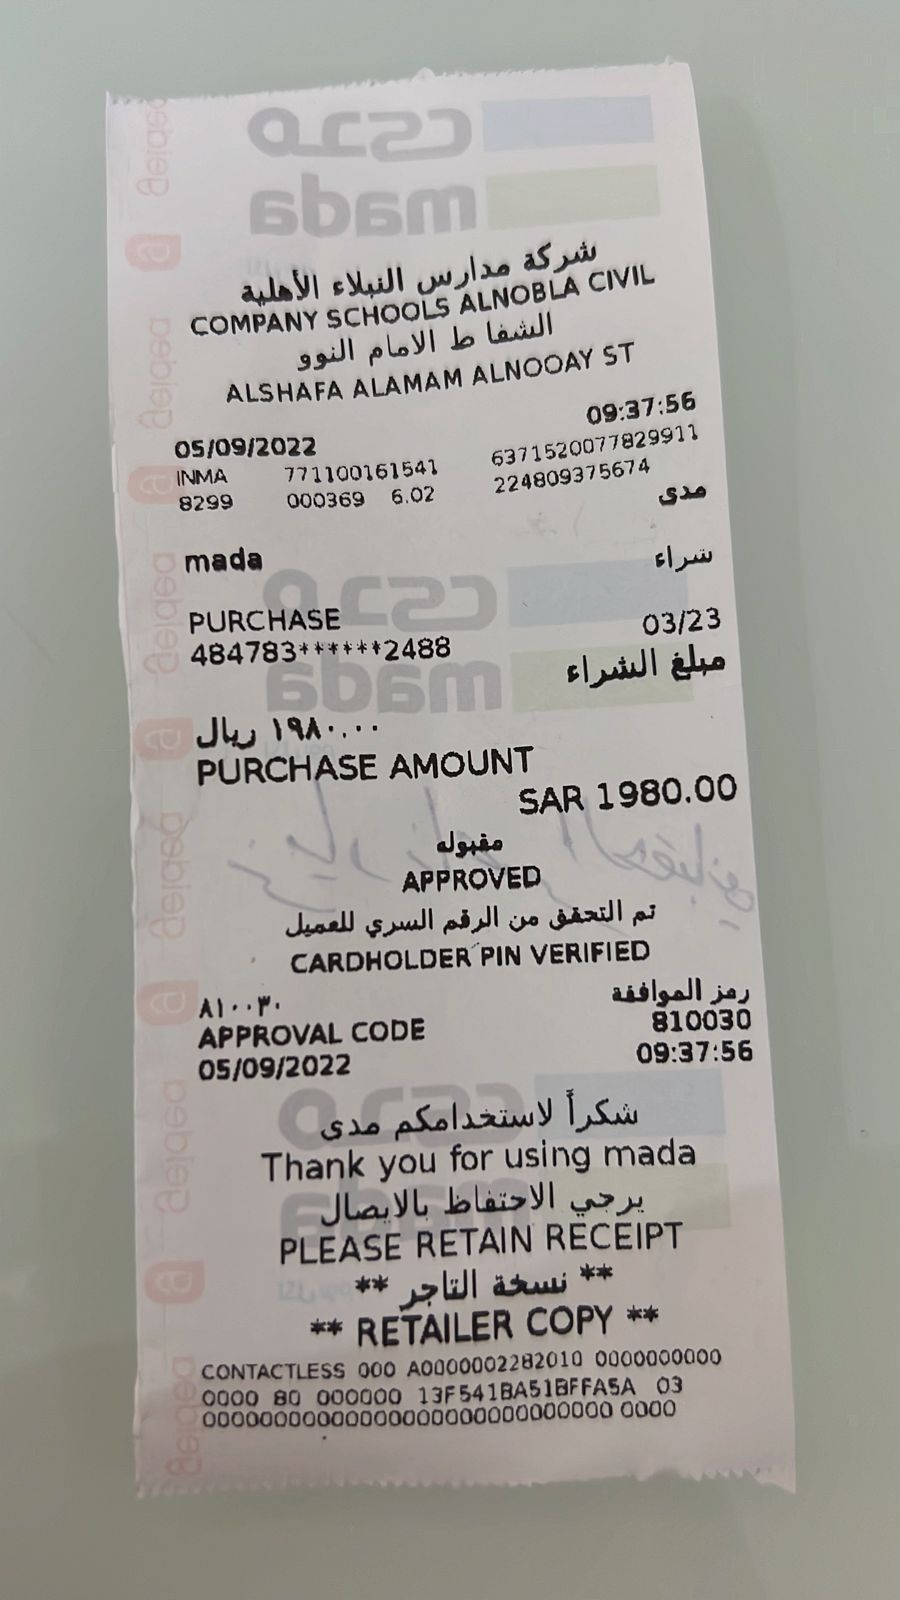 مدى
mada
شركة مدارس النبلاء الأهلية
COMPANY SCHOOLS ALNOBLA CIVIL
الشفا ط الامام النوو
ALSHAFA ALAMAM ALNOOAY ST
05/09/2022 09:37:56
INMA 771100161541 6371520077829911
8299 000369 6.02 224809375674
مدى
mada شراء
PURCHASE 03/23
484783******2488 مبلغ الشراء
١٩٨٠.٠٠ ريال
PURCHASE AMOUNT
SAR 1980.00
مقبوله
APPROVED
تم التحقق من الرقم السري للعميل
CARDHOLDER PIN VERIFIED
٨١٠٠٣٠ رمز الموافقة
APPROVAL CODE 810030
05/09/2022 09:37:56
شكراً لاستخدامكم مدى
Thank you for using mada
يرجي الاحتفاظ بالايصال
PLEASE RETAIN RECEIPT
** نسخة التاجر **
** RETAILER COPY **
CONTACTLESS 000 A0000002282010 0000000000
0000 80 000000 13F541BA51BFFA5A 03
0000000000000000000000000000000 0000
geidea